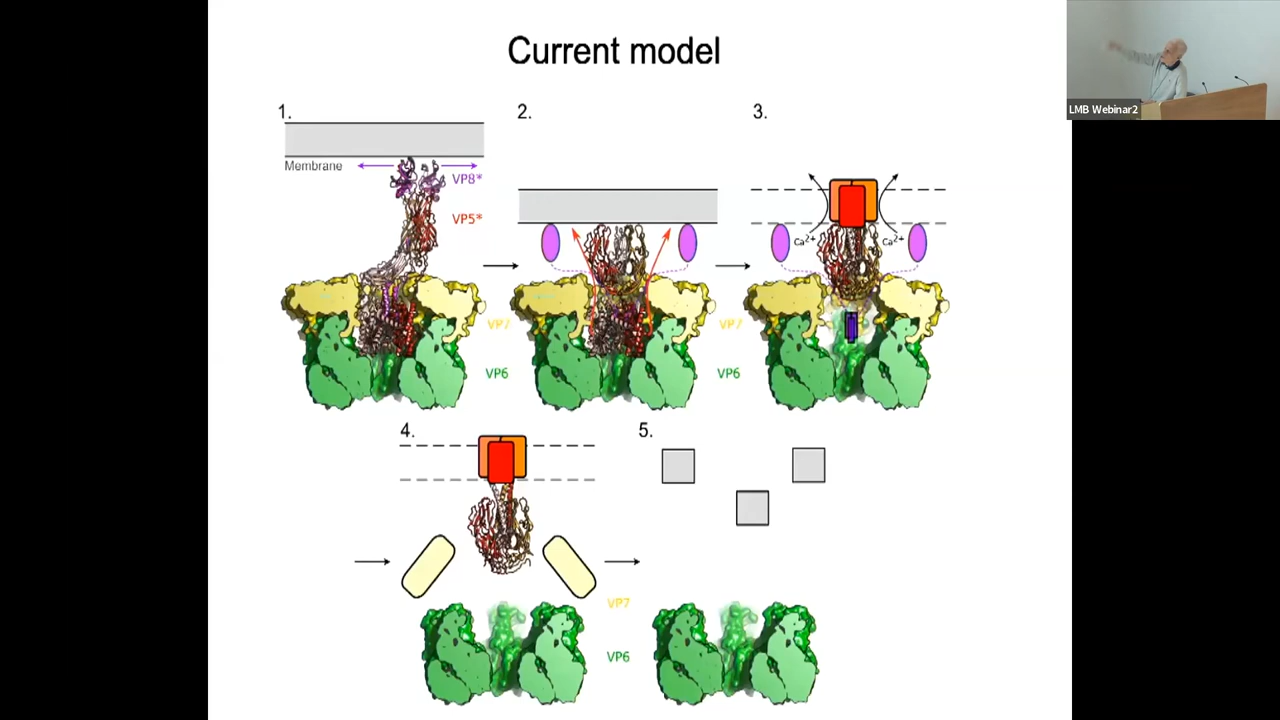 Current model
LMB Webinar2
1.
2.
3.
Membrane
VP8*
VP5*
Ca2+
Ca2+
VP7
VP7
VP6
VP6
4.
5.
VP7
VP6